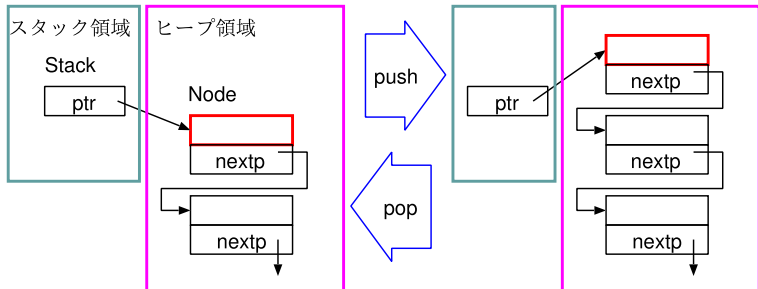 スタック領域
ヒープ領域
Stack
ptr
Node
nextp
nextp
push
pop
ptr
nextp
nextp
nextp